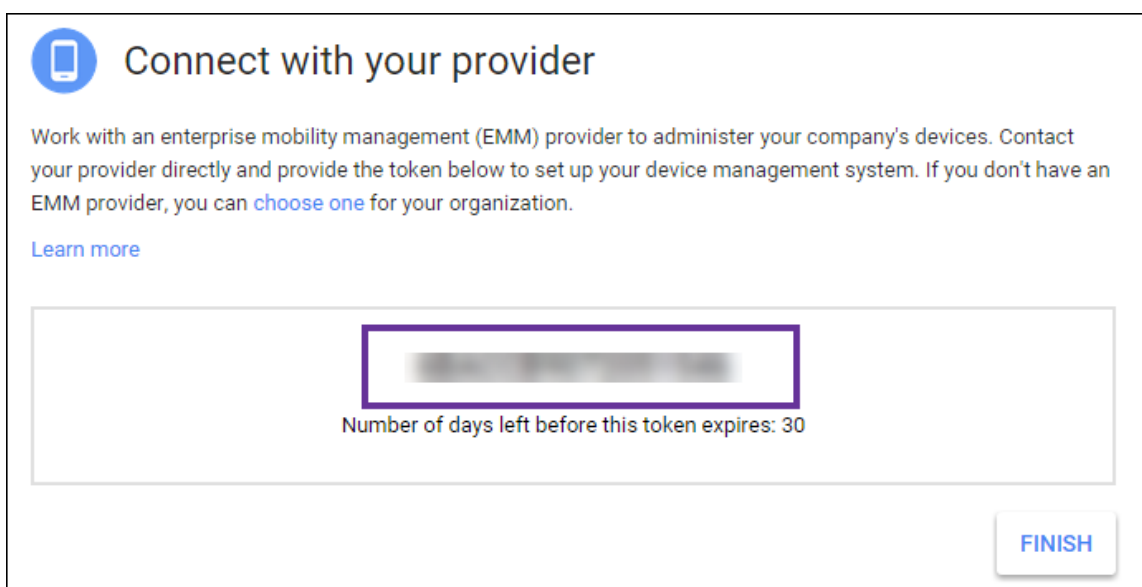 Connect with your provider
Work with an enterprise mobility management (EMM) provider to administer your company's devices. Contact
your provider directly and provide the token below to set up your device management system. If you don't have an
EMM provider, you can choose one for your organization.
Learn more
Number of days left before this token expires: 30
FINISH